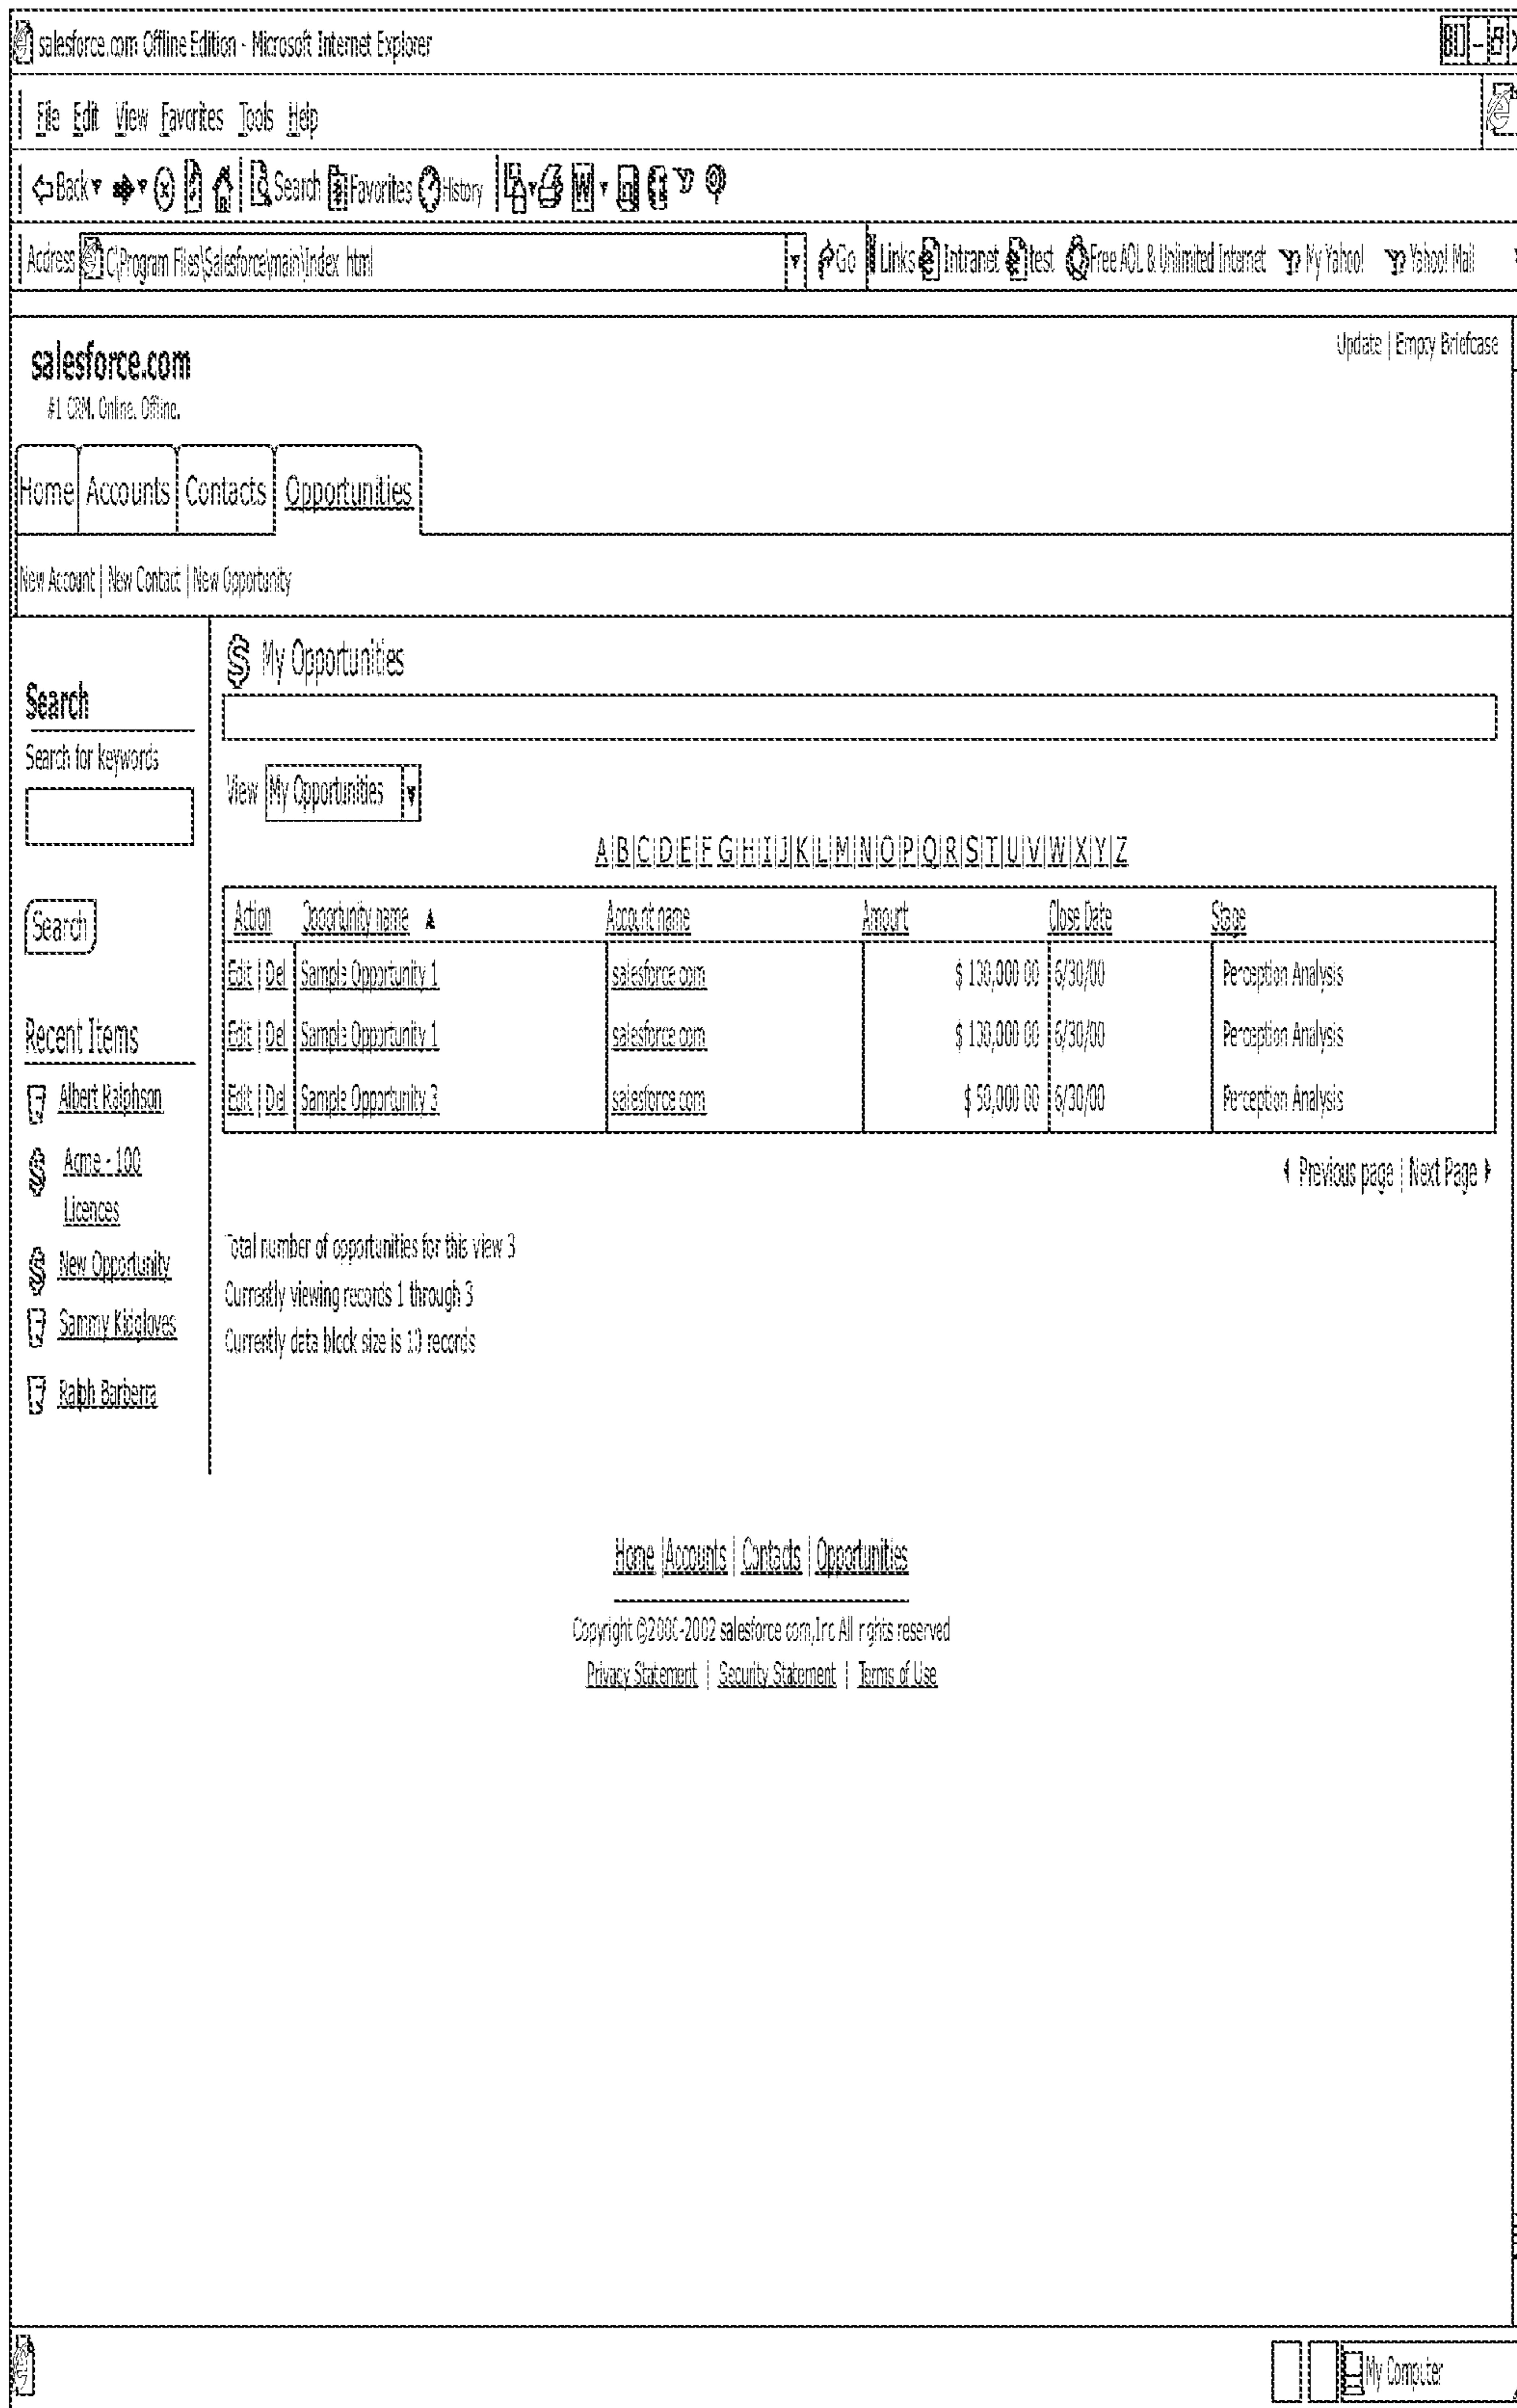 salesforce.com Offline Edition - Microsoft Internet Explorer
File Edit View Favorites Tools Help
Back Search Favorites History
Address C\Program Files\Salesforce\main\Index html Go Links Intranet test Free AOL & Unlimited Internet My Yahoo! Yahoo! Mail
Update | Empty Briefcase
salesforce.com
#1 CRM. Online. Offline.
Home Accounts Contacts Opportunities
New Account | New Contact | New Opportunity
$ My Opportunities
Search
Search for keywords
Search
Recent Items
Albert Ralphson
$ Acme - 100
Licences
$ New Opportunity
Sammy Kidgloves
Ralph Barberra
View My Opportunities
A|B|C|D|E|F G|H|I|J|K|L|M|N|O|P|Q|R|S|T|U|V|W|X|Y|Z
Action Opportunity name ▲ Account name Amount Close Date Stage
Edit | Del Sample Opportunity 1 salesforce com $ 100,000 00 6/30/00 Perception Analysis
Edit | Del Sample Opportunity 1 salesforce com $ 100,000 00 6/30/00 Perception Analysis
Edit | Del Sample Opportunity 3 salesforce com $ 50,000 00 6/30/00 Perception Analysis
Previous page | Next Page
Total number of opportunities for this view 3
Currently viewing records 1 through 3
Currently data block size is 10 records
Home |Accounts | Contacts | Opportunities
Copyright ©2000-2002 salesforce com,Inc All rights reserved
Privacy Statement | Security Statement | Terms of Use
My Computer